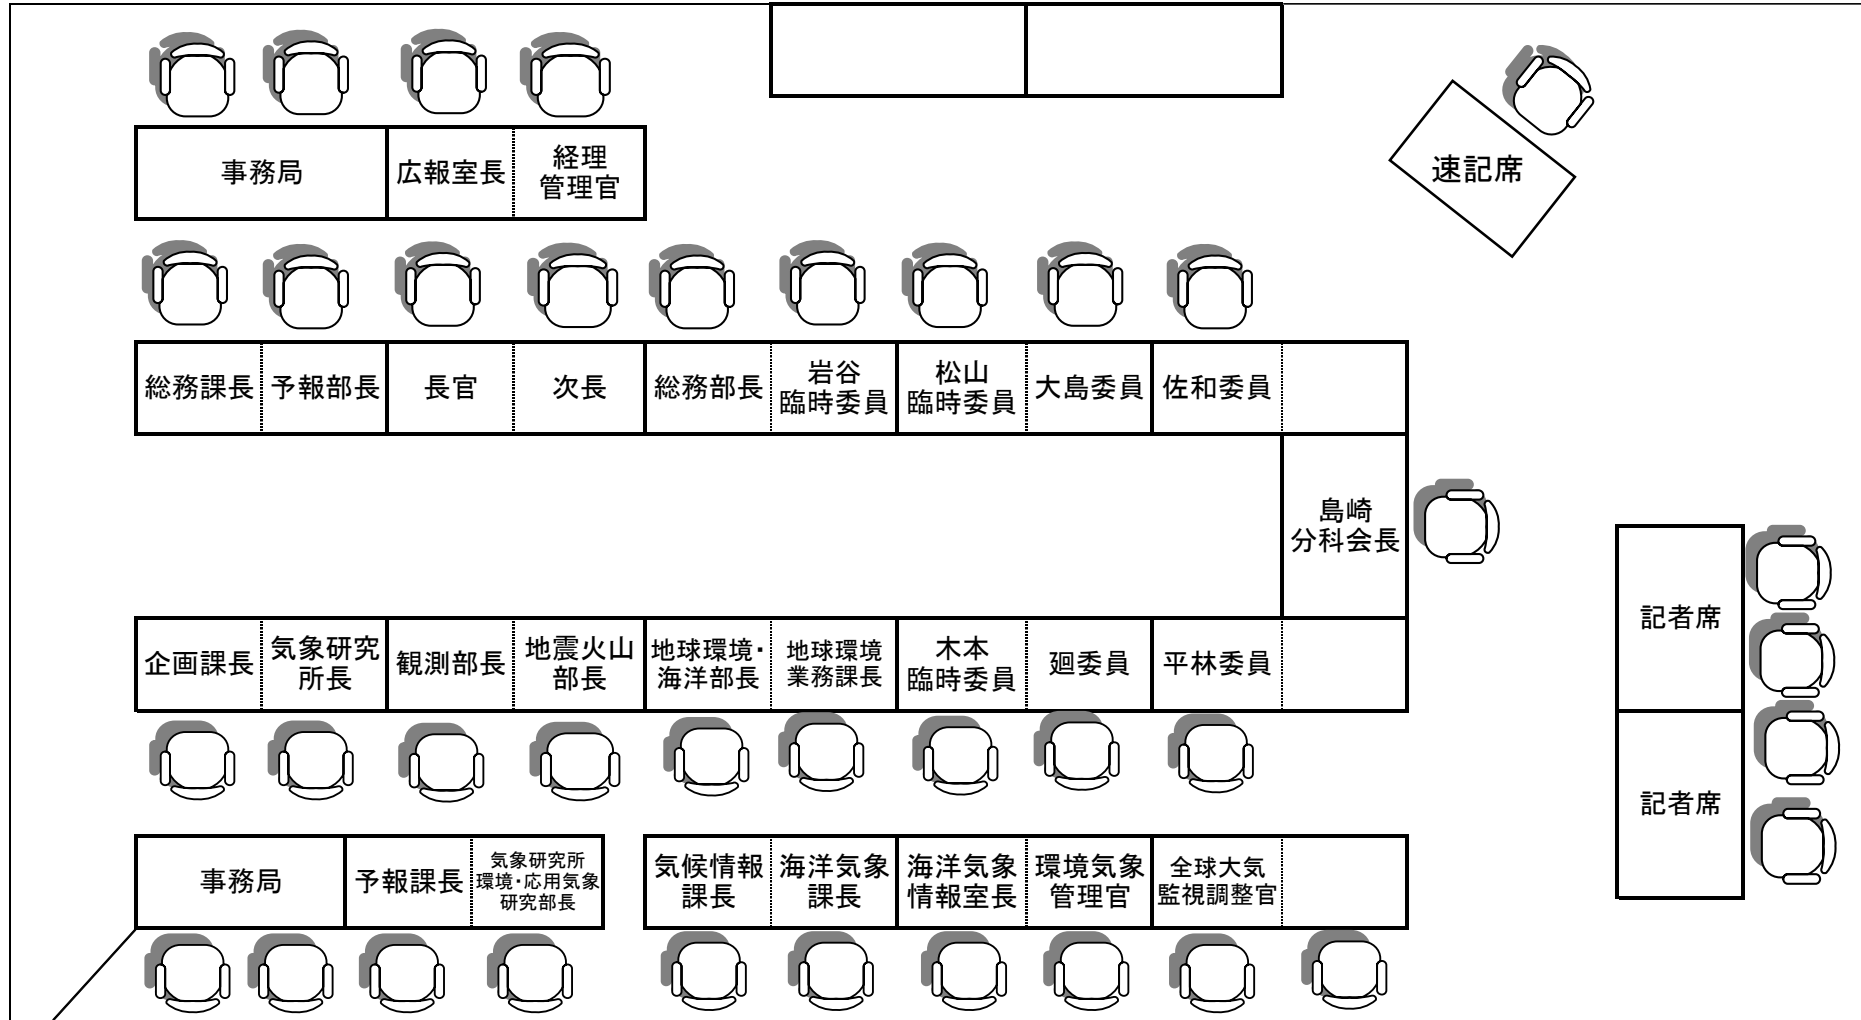 事務局
広報室長
経理
管理官
速記席
総務課長
予報部長
長官
次長
総務部長
岩谷
臨時委員
松山
臨時委員
大島委員
佐和委員
島崎
分科会長
企画課長
気象研究
所長
観測部長
地震火山
部長
地球環境・
海洋部長
地球環境
業務課長
木本
臨時委員
廻委員
平林委員
記者席
記者席
事務局
予報課長
気象研究所
環境・応用気象
研究部長
気候情報
課長
海洋気象
課長
海洋気象
情報室長
環境気象
管理官
全球大気
監視調整官